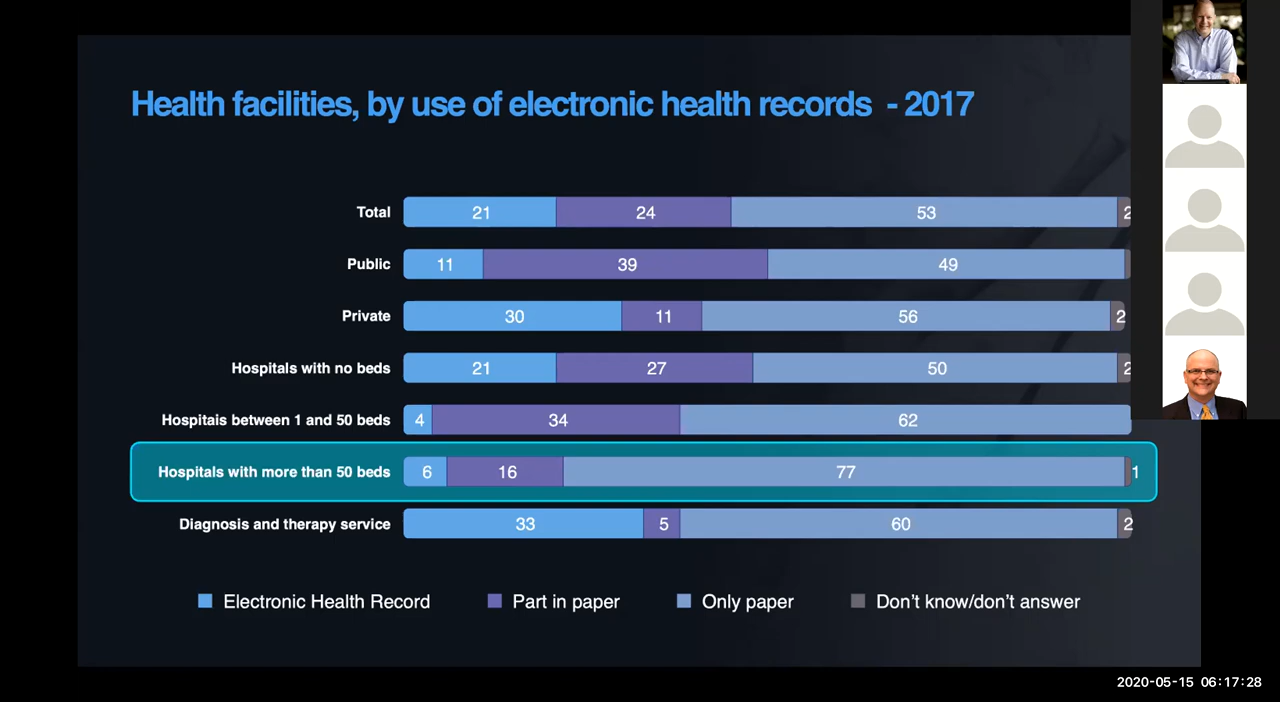 Health facilities, by use of electronic health records - 2017
Total 21 24 53 2
Public 11 39 49
Private 30 11 56 2
Hospitals with no beds 21 27 50 2
Hospitais between 1 and 50 beds 4 34 62
Hospitals with more than 50 beds 6 16 77 1
Diagnosis and therapy service 33 5 60 2
Electronic Health Record Part in paper Only paper Don't know/don't answer
2020-05-15 06:17:28